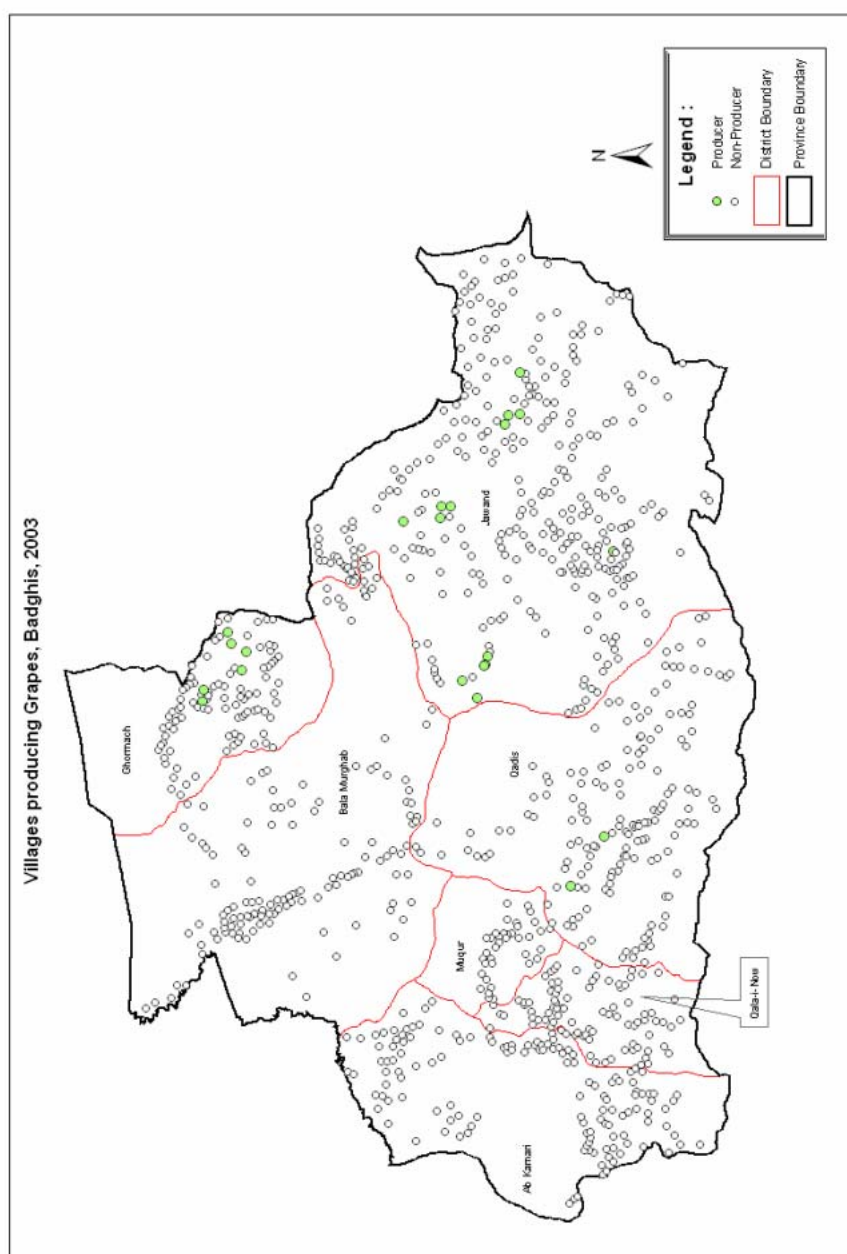 Villages producing Grapes, Badghis, 2003
Ghormach
Bala Murghab
Jawand
Qadis
Muqur
Ab Kamari
Qala-i- Now
N
Legend :
Producer
Non-Producer
District Boundary
Province Boundary